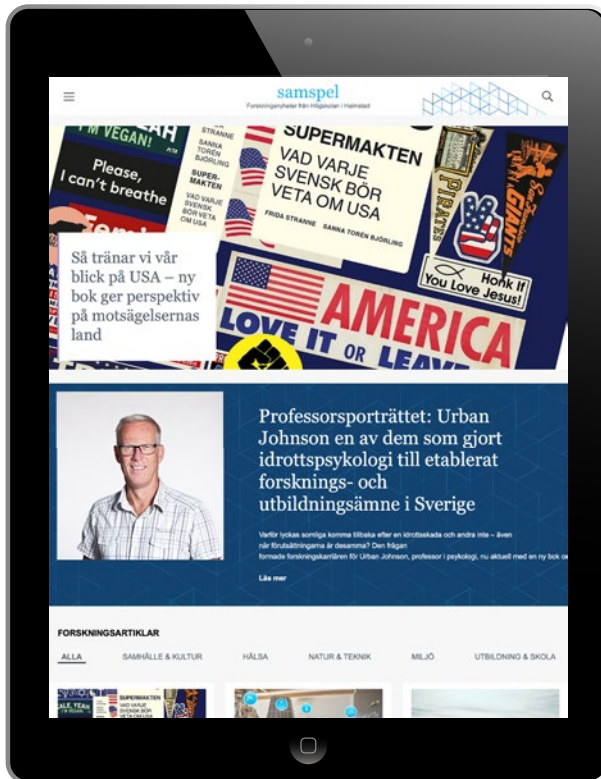 samspel
Forskningsnyheter från Högskolan i Halmstad
I'M VEGAN!
Please,
I can't breathe
STRANNE
SANNA
TORÉN
BJÖRLING
SUPER-
MAKTEN
VAD VARJE
SVENSK BÖR
VETA OM USA
SUPERMAKTEN
VAD VARJE
SVENSK BÖR
VETA OM USA
FRIDA STRANNE SANNA TORÉN BJÖRLING
PIRATES
GIANTS
Honk If
You Love Jesus!
AMERICA
LOVE IT OR LEAVE
Så tränar vi vår
blick på USA – ny
bok ger perspektiv
på motsägelsernas
land
Professorsporträttet: Urban
Johnson en av dem som gjort
idrottspsykologi till etablerat
forsknings- och
utbildningsämne i Sverige
Varför lyckas somliga komma tillbaka efter en idrottsskada och andra inte – även
när förutsättningarna är desamma? Den frågan
formade forskningskarriären för Urban Johnson, professor i psykologi, nu aktuell med en ny bok
Läs mer
FORSKNINGSARTIKLAR
ALLA SAMHÄLLE & KULTUR HÄLSA NATUR & TEKNIK MILJÖ UTBILDNING & SKOLA
SUPERMAKTEN
VAD VARJE
SVENSK BÖR
VETA OM USA